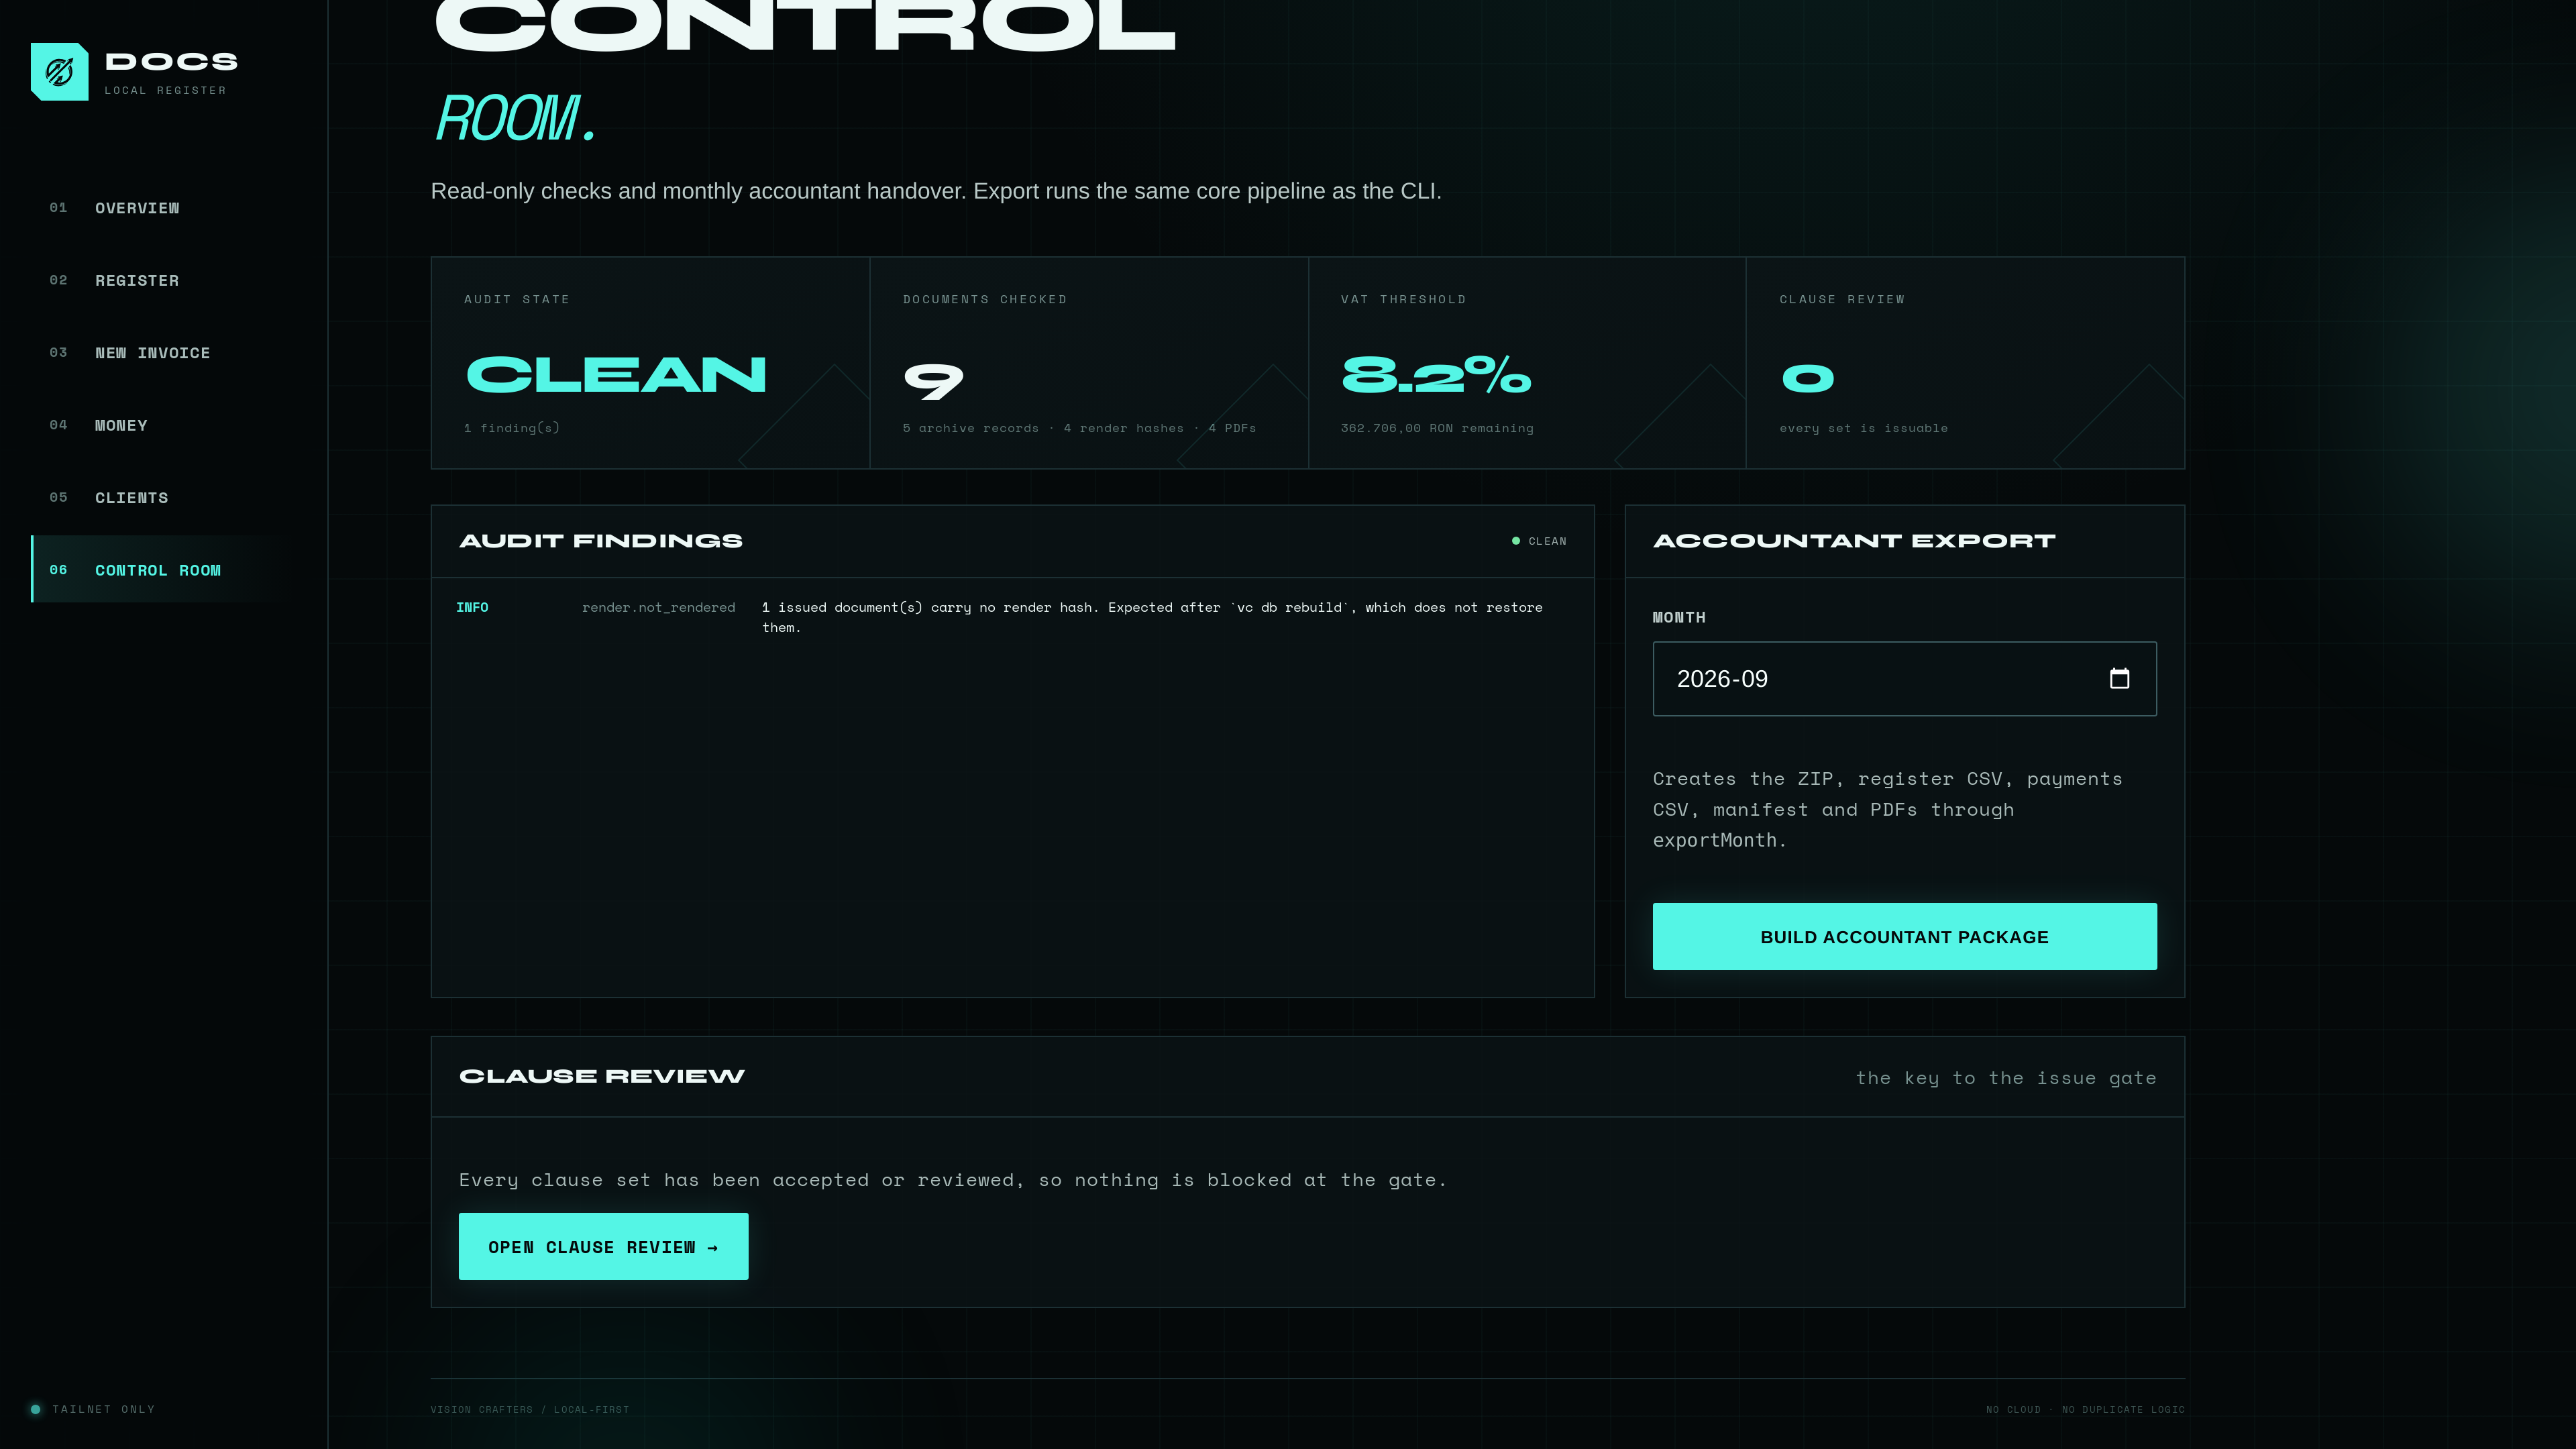 DOCS
LOCAL REGISTER
01 OVERVIEW
02 REGISTER
03 NEW INVOICE
04 MONEY
05 CLIENTS
06 CONTROL ROOM
TAILNET ONLY
CONTROL
ROOM.
Read-only checks and monthly accountant handover. Export runs the same core pipeline as the CLI.
AUDIT STATE
CLEAN
1 finding(s)
DOCUMENTS CHECKED
9
5 archive records · 4 render hashes · 4 PDFs
VAT THRESHOLD
8.2%
362.706,00 RON remaining
CLAUSE REVIEW
0
every set is issuable
AUDIT FINDINGS
CLEAN
INFO render.not_rendered 1 issued document(s) carry no render hash. Expected after `vc db rebuild`, which does not restore
them.
ACCOUNTANT EXPORT
MONTH
2026-09
Creates the ZIP, register CSV, payments
CSV, manifest and PDFs through
exportMonth.
BUILD ACCOUNTANT PACKAGE
CLAUSE REVIEW
the key to the issue gate
Every clause set has been accepted or reviewed, so nothing is blocked at the gate.
OPEN CLAUSE REVIEW →
VISION CRAFTERS / LOCAL-FIRST
NO CLOUD · NO DUPLICATE LOGIC